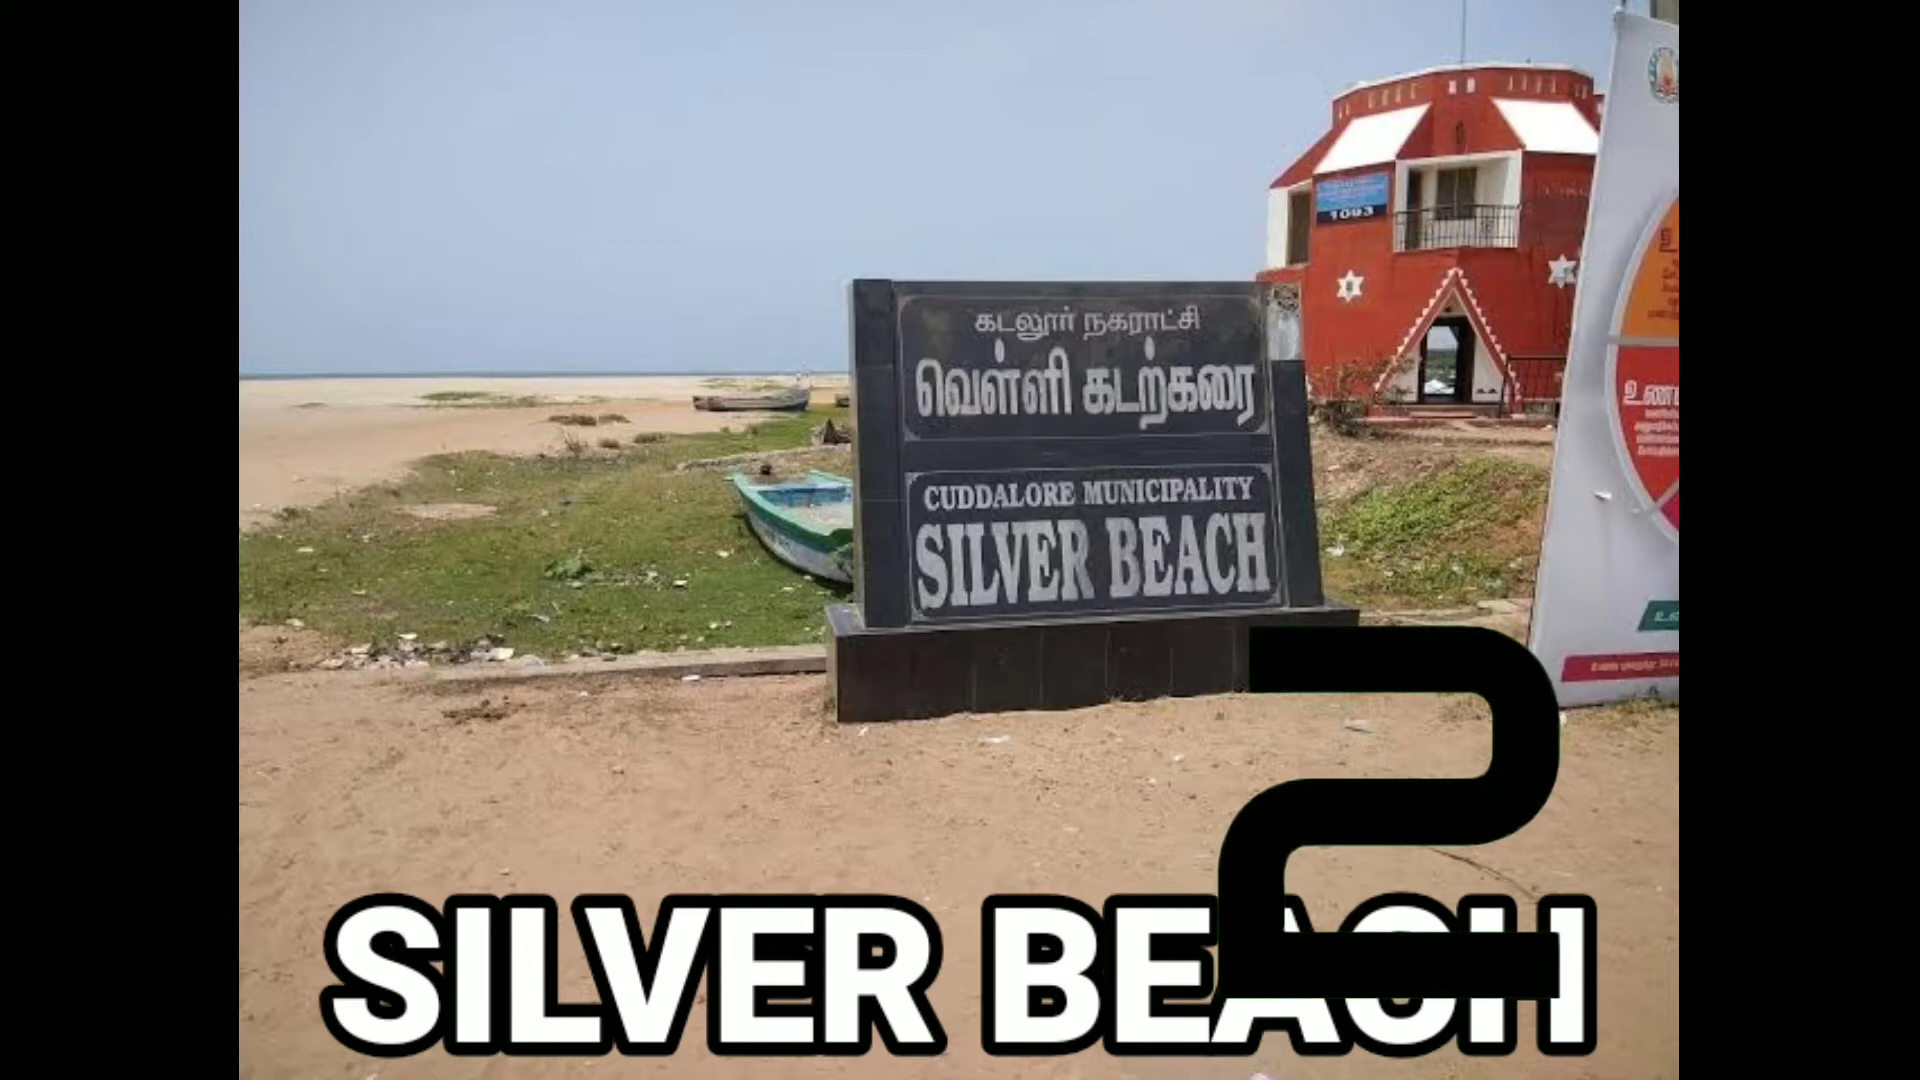 1093
கடலூர் நகராட்சி
வெள்ளி கடற்கரை
CUDDALORE MUNICIPALITY
SILVER BEACH
2
SILVER BEACH